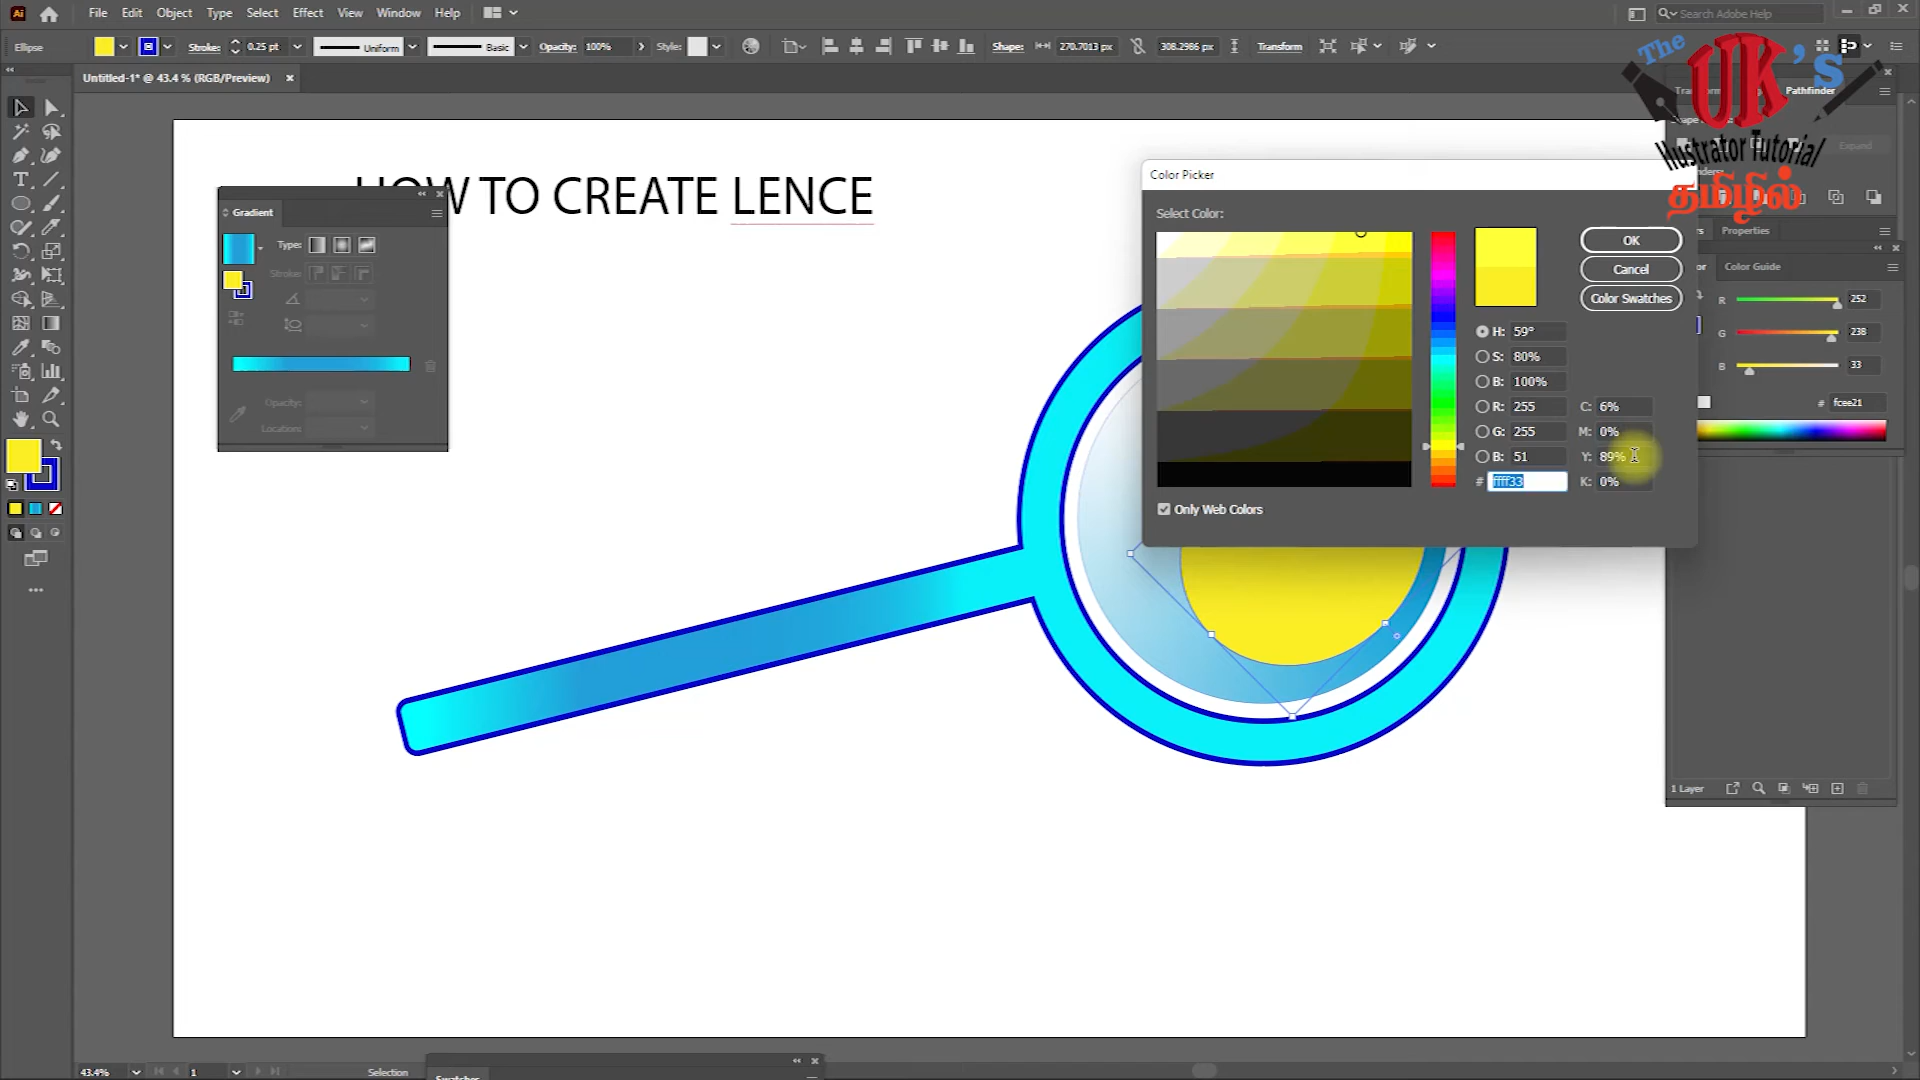 File Edit Object Type Select Effect View Window Help
Search Adobe Help
Ellipse
Stroke: 0.25 pt
Uniform
Basic
Opacity: 100%
Style:
Shape: 270.7013 px 308.2986 px
Transform
Untitled-1* @ 43.4 % (RGB/Preview)
The UK's
Illustrator Tutorial
தமிழில்
Pathfinder
Expand
HOW TO CREATE LENCE
Gradient
Type:
Stroke:
Opacity:
Location:
Color Picker
Select Color:
OK
Cancel
Color Swatches
H: 59°
S: 80%
B: 100%
R: 255 C: 6%
G: 255 M: 0%
B: 51 Y: 89%
# ffff33 K: 0%
Only Web Colors
Properties
Color Guide
R 252
G 238
B 33
# fcee21
1 Layer
43.4% 1 Selection
Swatches